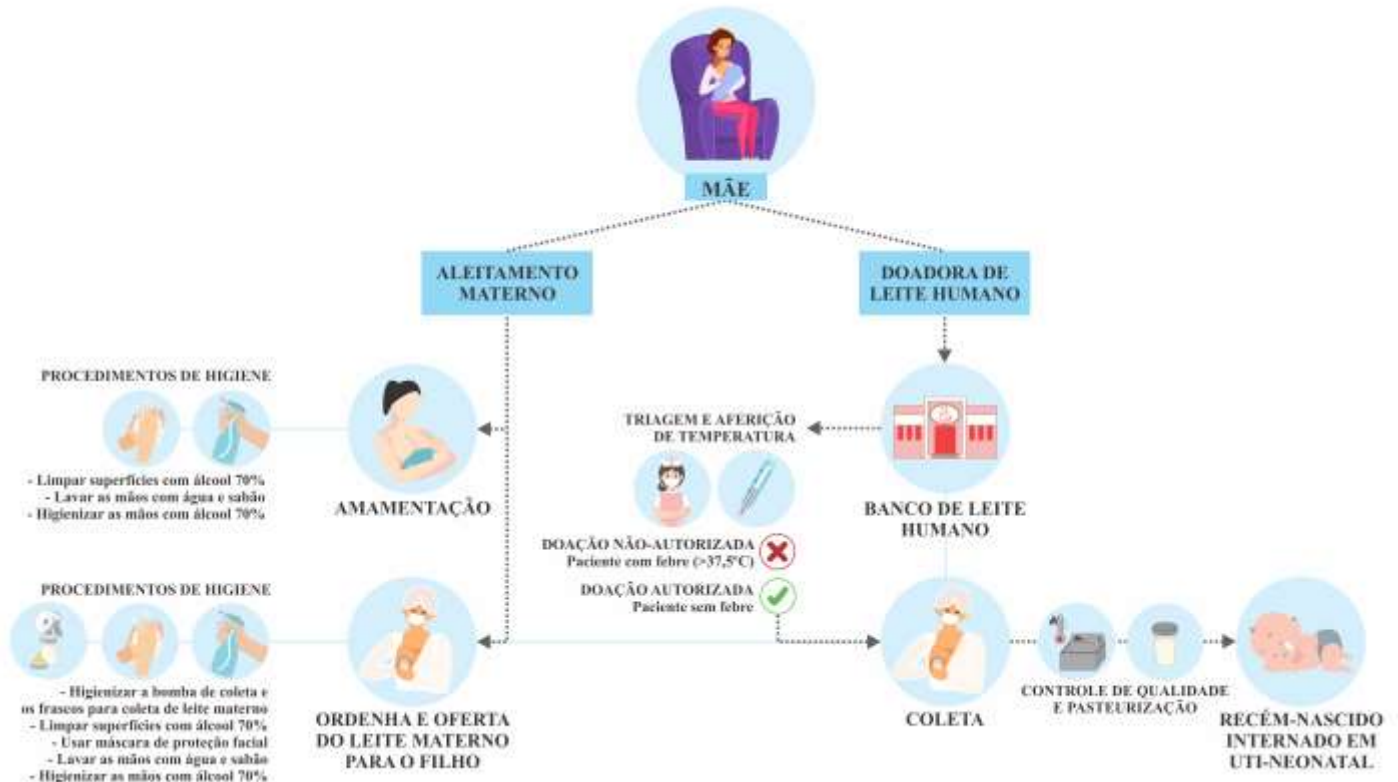 MÃE
ALEITAMENTO
MATERNO
DOADORA DE
LEITE HUMANO
PROCEDIMENTOS DE HIGIENE
- Limpar superfícies com álcool 70%
- Lavar as mãos com água e sabão
- Higienizar as mãos com álcool 70%
AMAMENTAÇÃO
TRIAGEM E AFERIÇÃO
DE TEMPERATURA
BANCO DE LEITE
HUMANO
DOAÇÃO NÃO-AUTORIZADA
Paciente com febre (>37,5ºC)
DOAÇÃO AUTORIZADA
Paciente sem febre
PROCEDIMENTOS DE HIGIENE
- Higienizar a bomba de coleta e
os frascos para coleta de leite materno
- Limpar superfícies com álcool 70%
- Usar máscara de proteção facial
- Lavar as mãos com água e sabão
- Higienizar as mãos com álcool 70%
ORDENHA E OFERTA
DO LEITE MATERNO
PARA O FILHO
COLETA
CONTROLE DE QUALIDADE
E PASTEURIZAÇÃO
RECÉM-NASCIDO
INTERNADO EM
UTI-NEONATAL